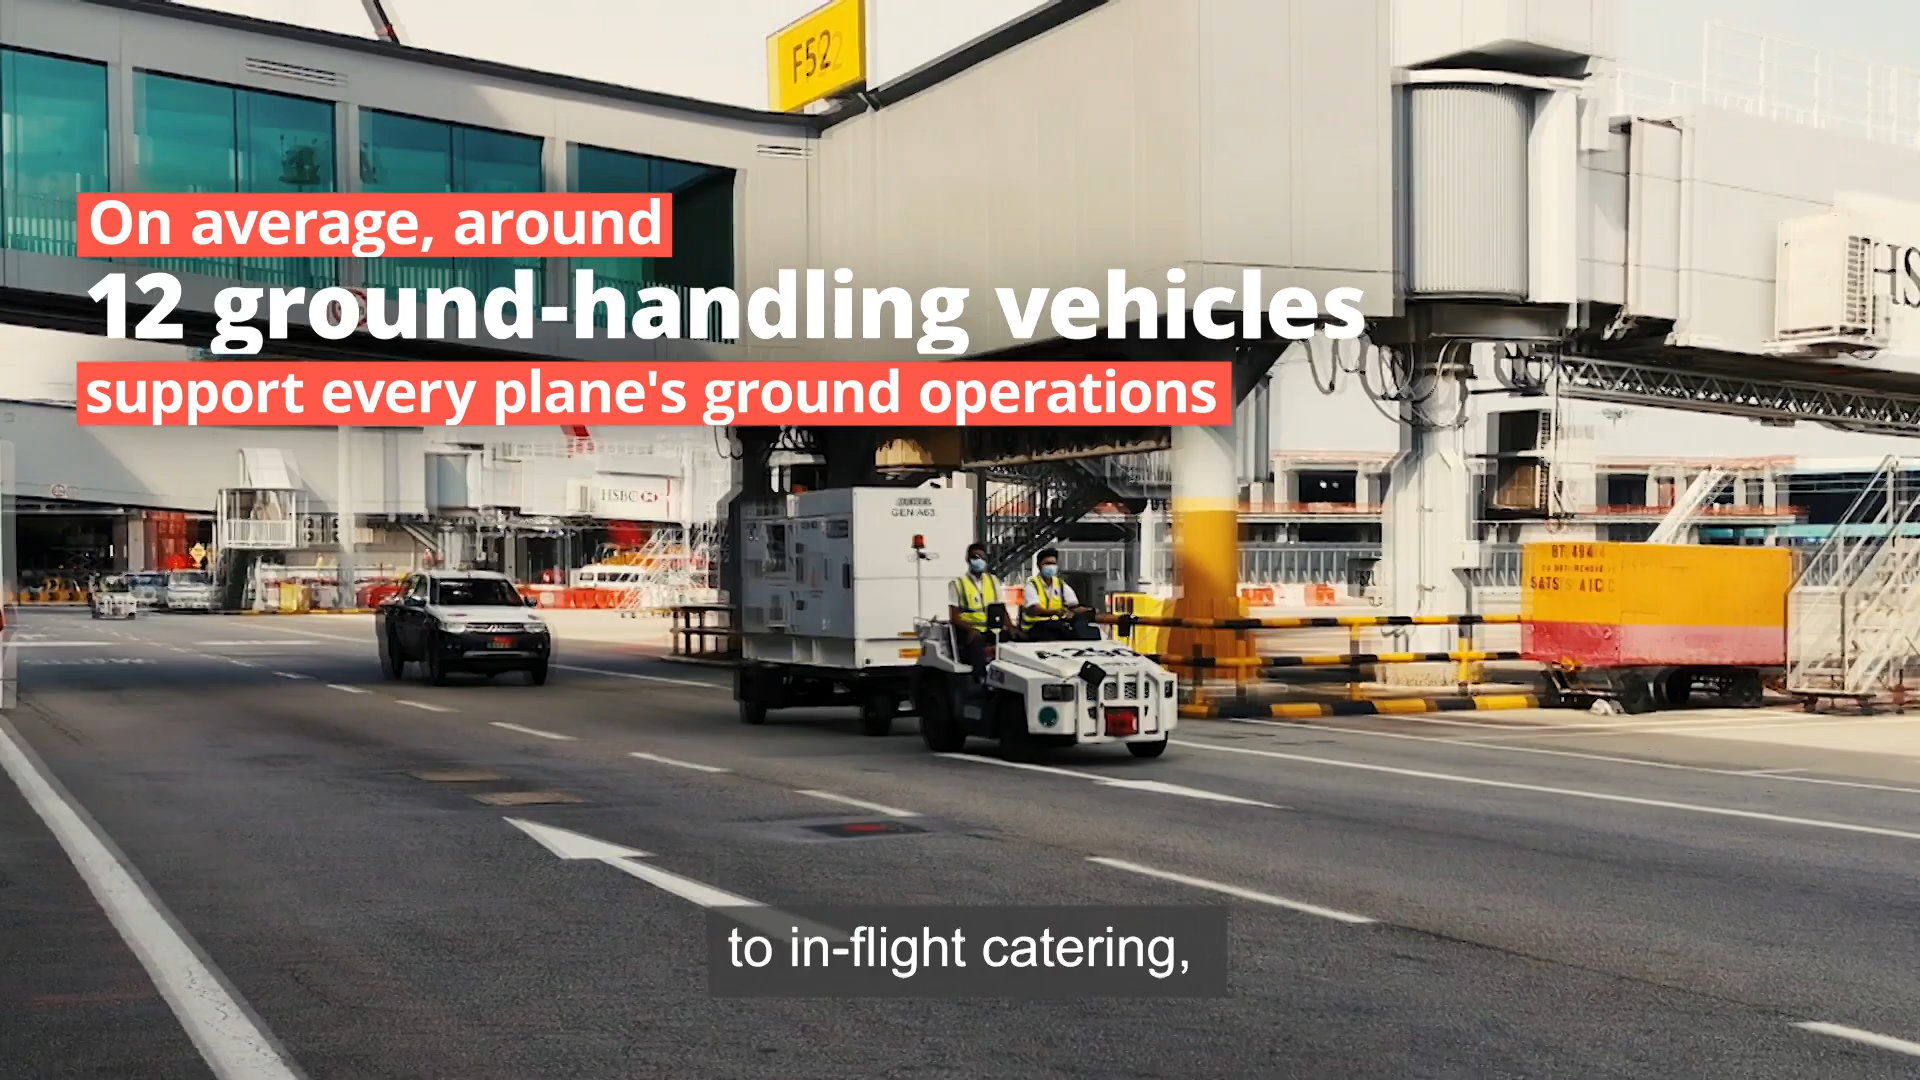 F52
On average, around
12 ground-handling vehicles
support every plane's ground operations
HSBC
GEN A63
to in-flight catering,